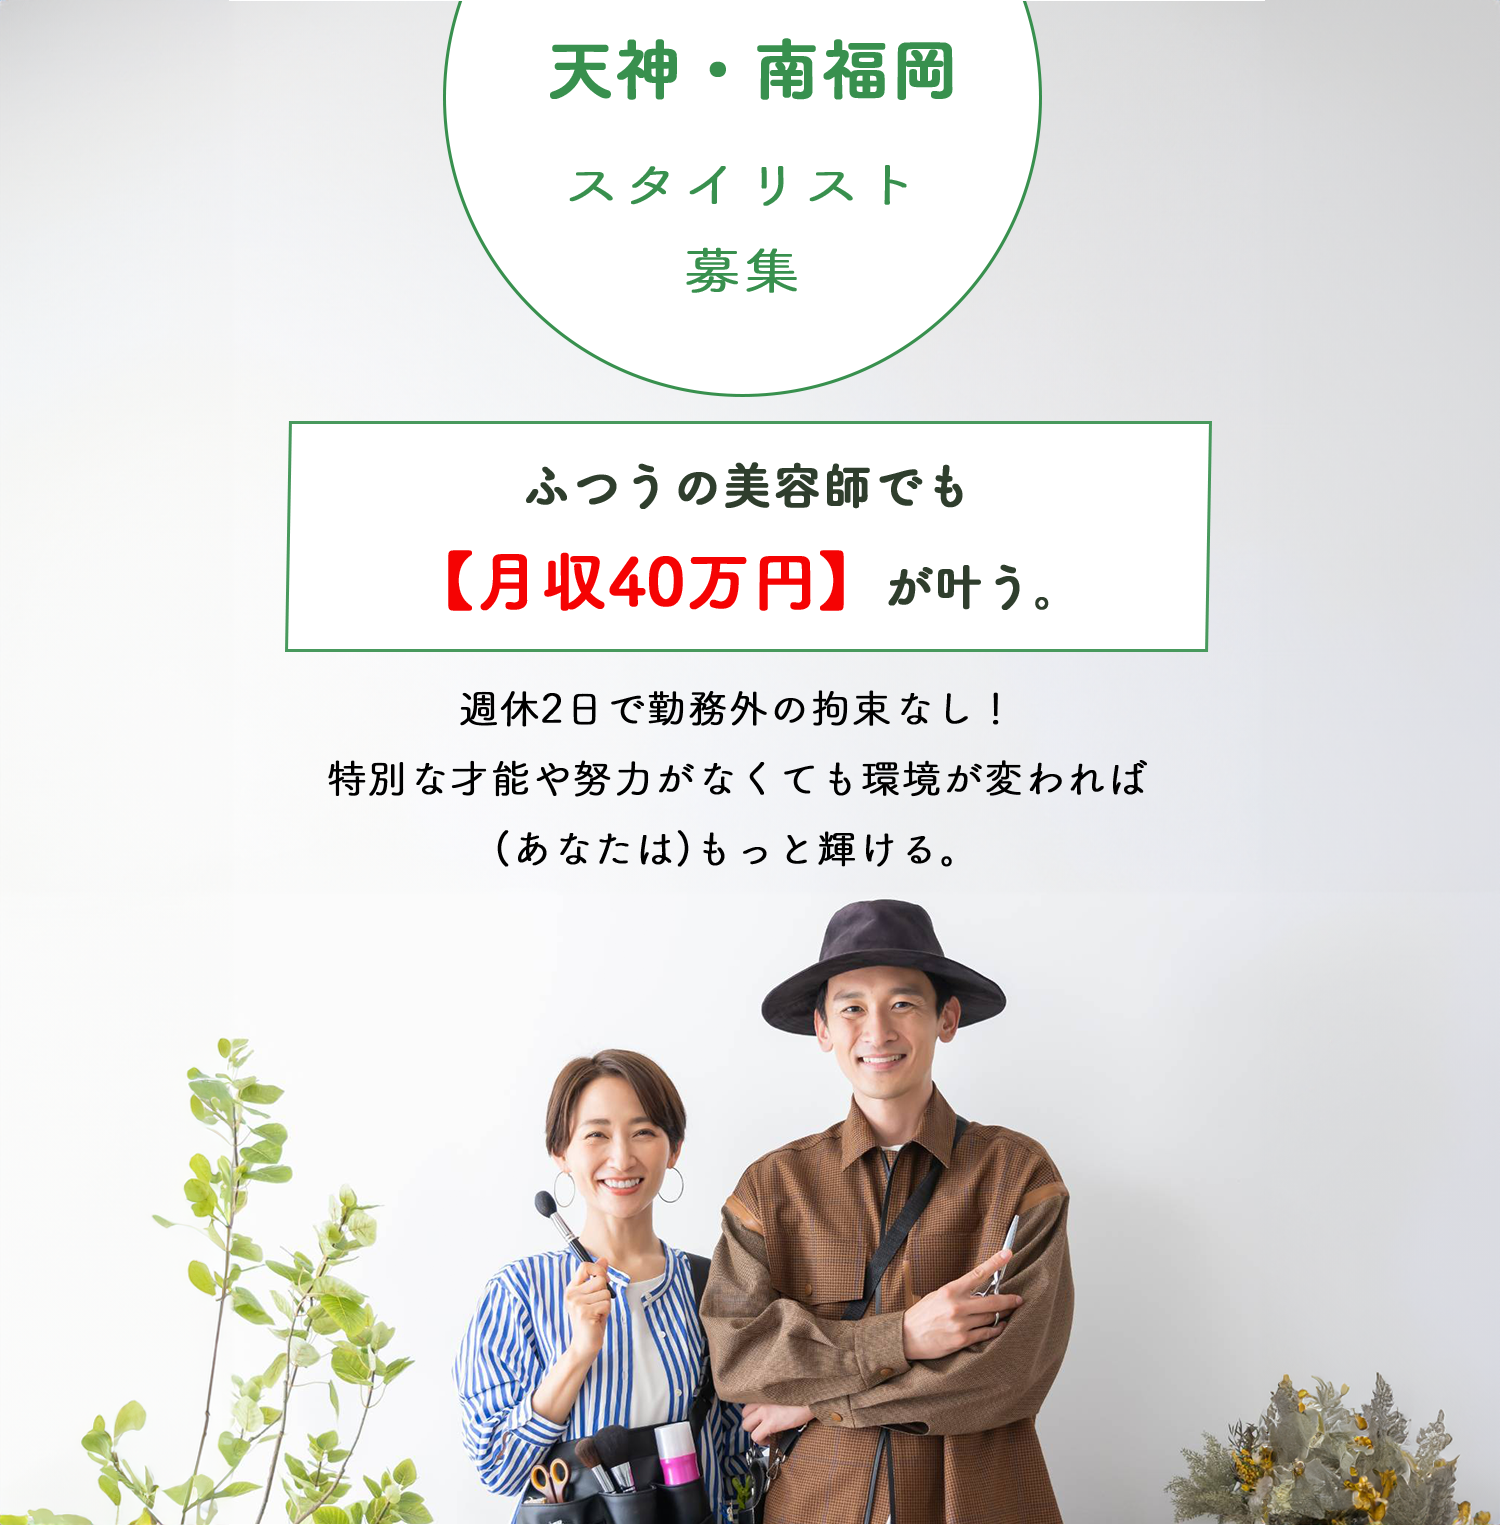 天神・南福岡
スタイリスト
募集
ふつうの美容師でも
【月収40万円】が叶う。
週休2日で勤務外の拘束なし！
特別な才能や努力がなくても環境が変われば
(あなたは)もっと輝ける。